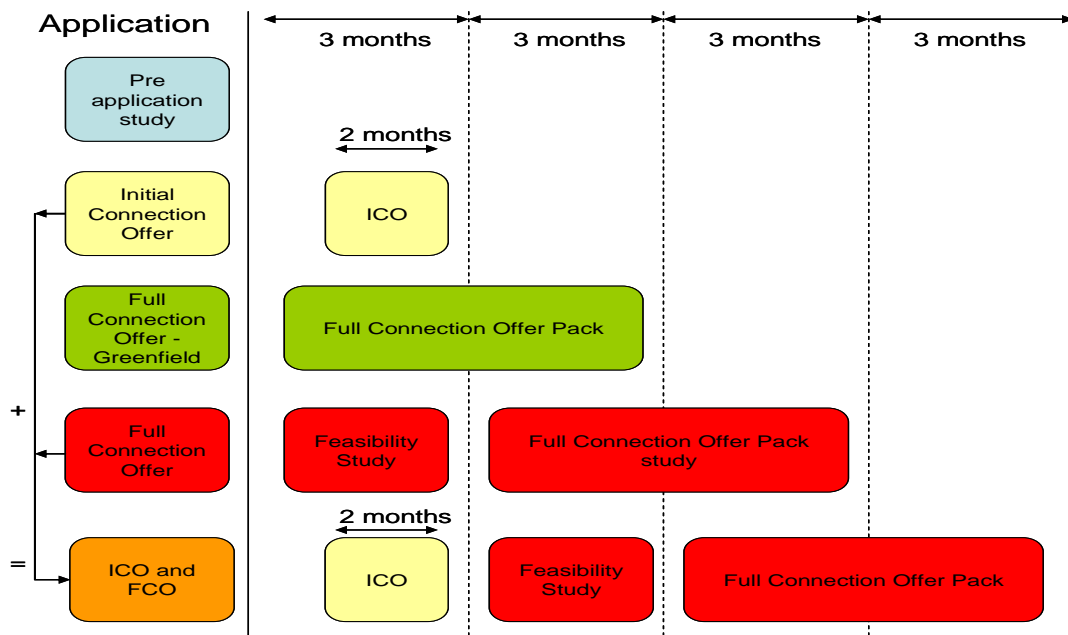 Application
3 months
3 months
3 months
3 months
Pre
application
study
2 months
Initial
Connection
Offer
ICO
Full
Connection
Offer -
Greenfield
Full Connection Offer Pack
+
Full
Connection
Offer
Feasibility
Study
Full Connection Offer Pack
study
2 months
=
ICO and
FCO
ICO
Feasibility
Study
Full Connection Offer Pack